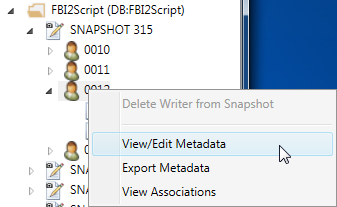 FBI2Script (DB:FBI2Script)
SNAPSHOT 315
0010
0011
Delete Writer from Snapshot
View/Edit Metadata
Export Metadata
View Associations